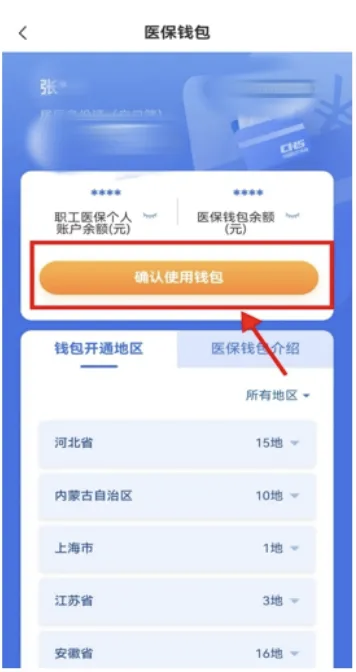 医保钱包
张*
CHS
**** ****
职工医保个人 医保钱包余额
账户余额(元) (元)
确认使用钱包
钱包开通地区 医保钱包介绍
所有地区
河北省 15地
内蒙古自治区 10地
上海市 1地
江苏省 3地
安徽省 16地